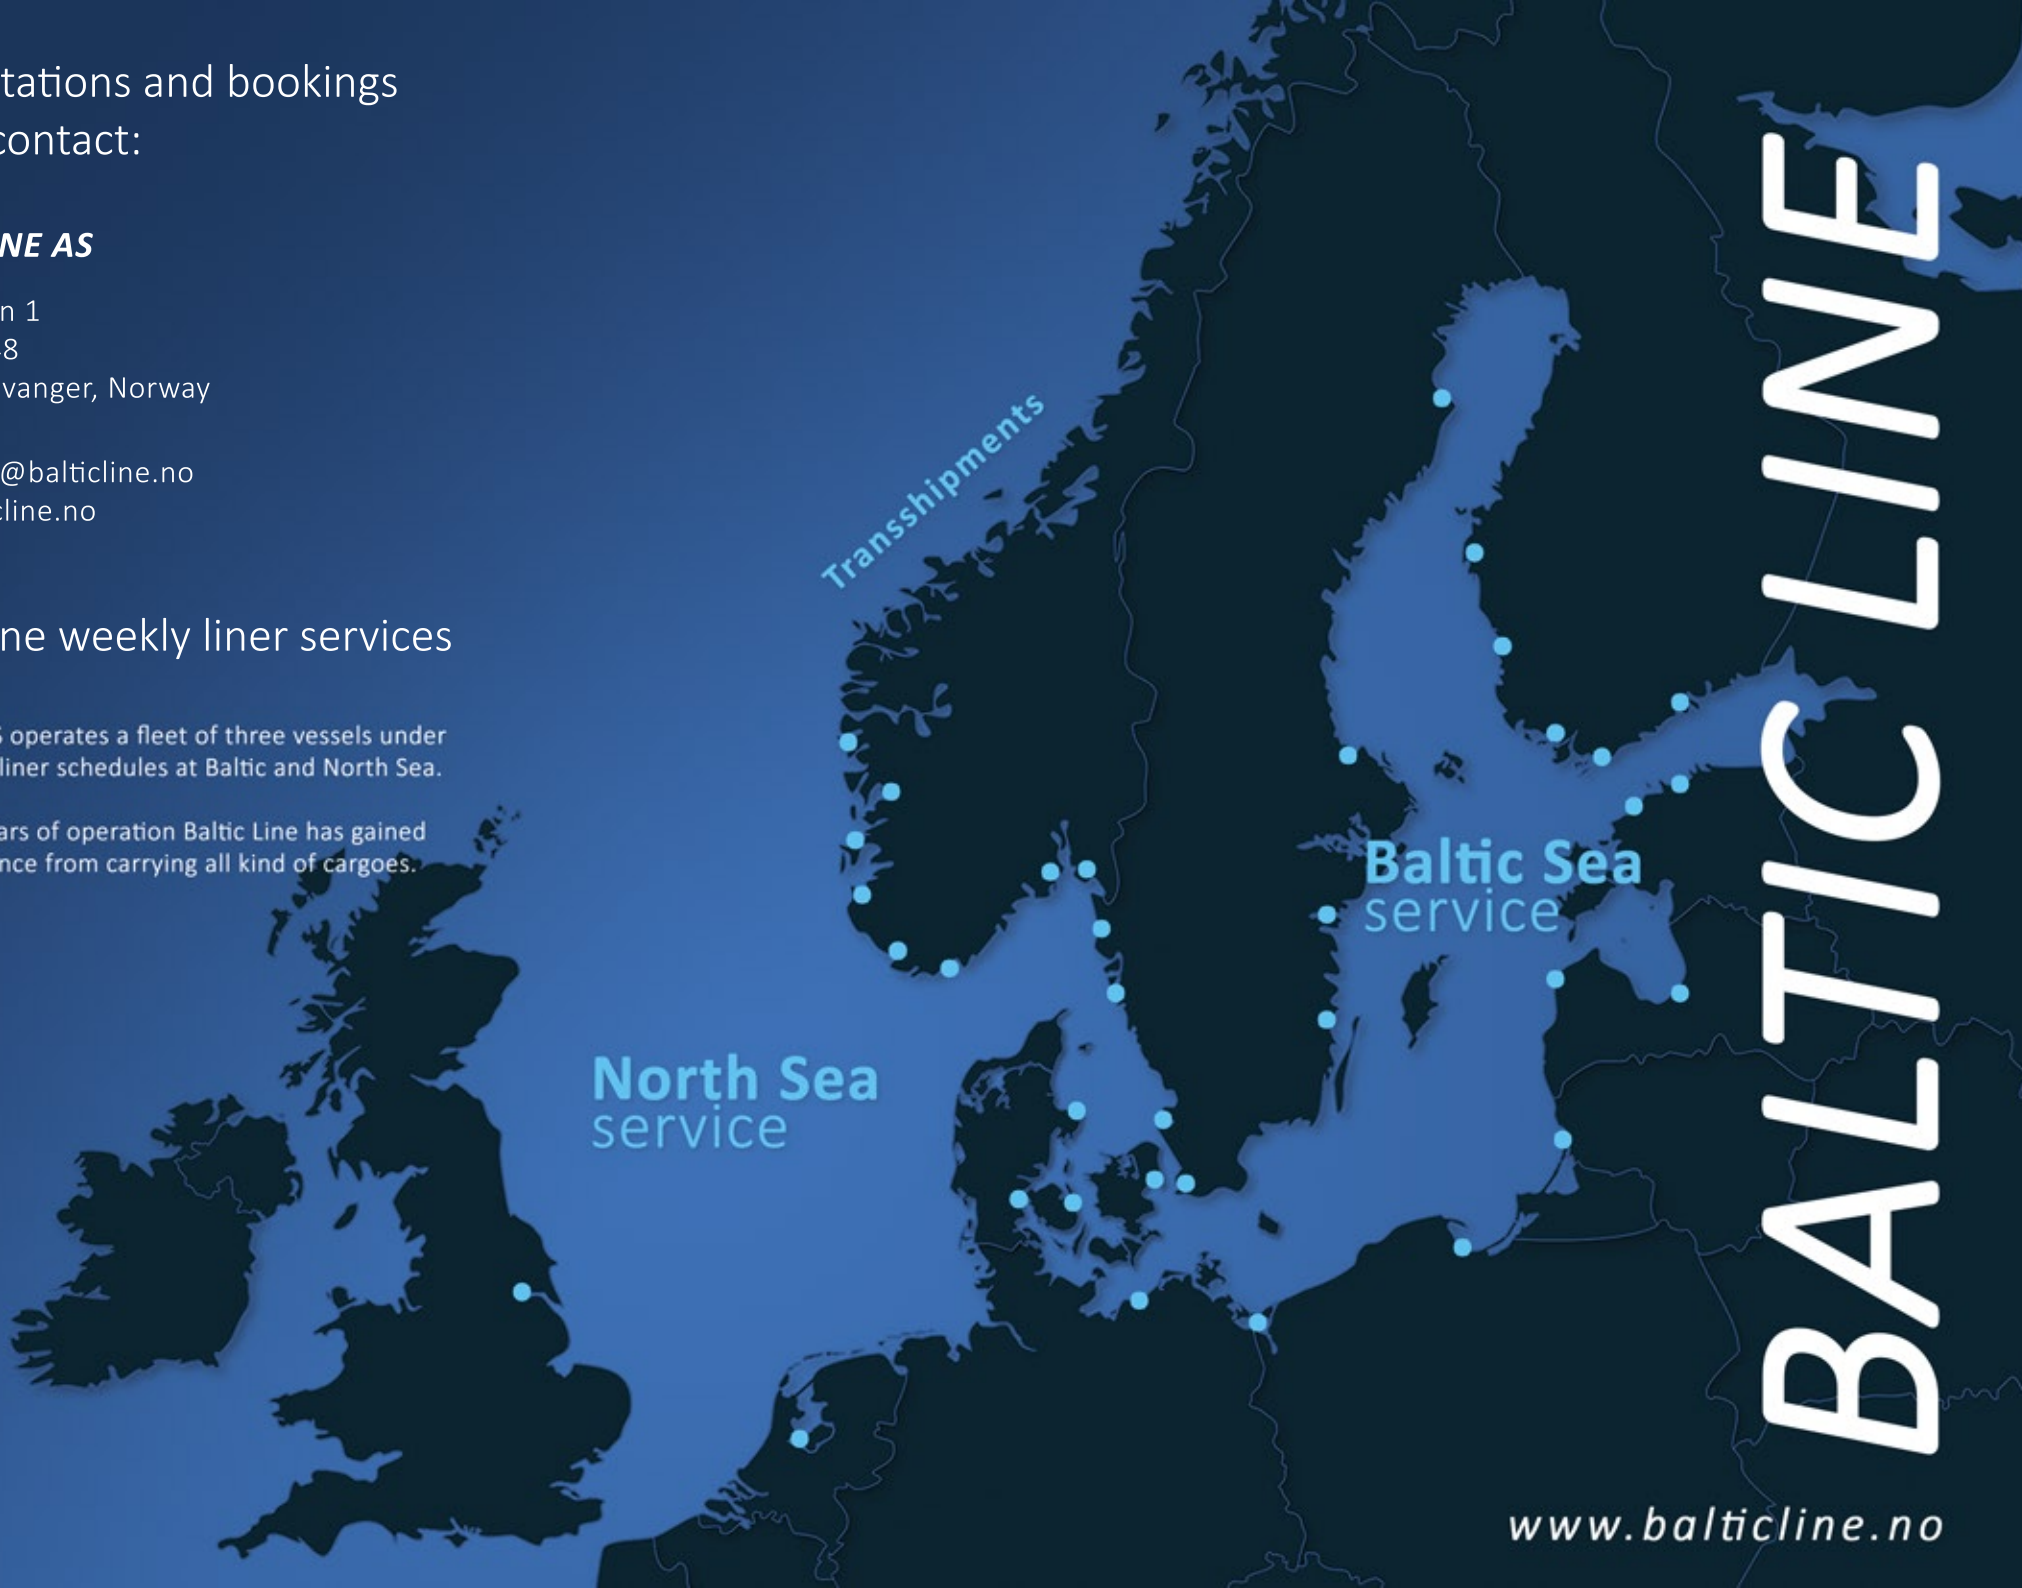 tations and bookings
contact:
NE AS
n 1
8
vanger, Norway
@balticline.no
cline.no
ne weekly liner services
S operates a fleet of three vessels under
liner schedules at Baltic and North Sea.
ars of operation Baltic Line has gained
nce from carrying all kind of cargoes.
Transshipments
Baltic Sea
service
North Sea
service
BALTIC LINE
www.balticline.no